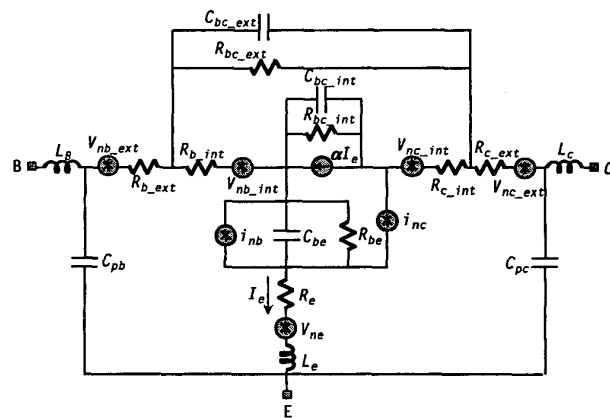 C_bc_ext
R_bc_ext
C_bc_int
R_bc_int
B L_B V_nb_ext R_b_ext R_b_int V_nb_int αI_e V_nc_int R_c_int R_c_ext V_nc_ext L_c C
C_pb i_nb C_be R_be i_nc C_pc
I_e R_e
V_ne
L_e
E